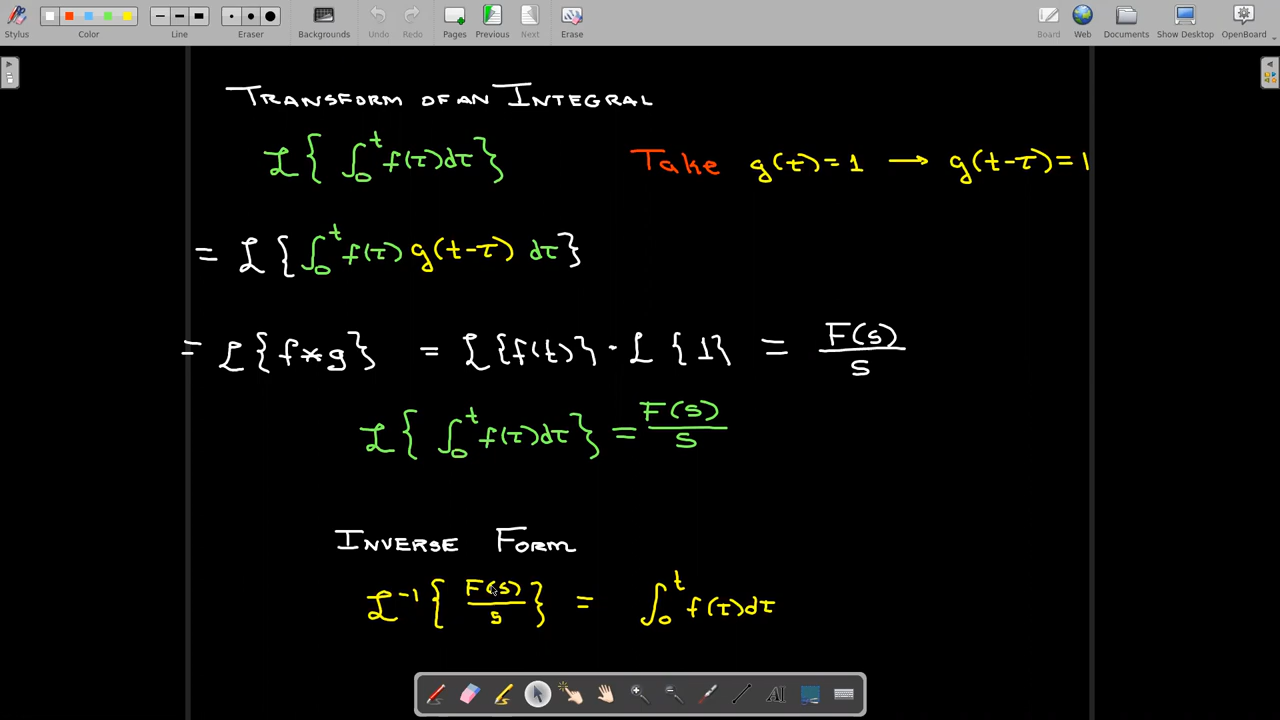 Stylus Color Line Eraser Backgrounds Undo Redo Pages Previous Next Erase Board Web Documents Show Desktop OpenBoard
TRANSFORM OF AN INTEGRAL
ℒ{ ∫₀ᵗ f(τ)dτ} Take g(t)=1 → g(t-τ)=1
= ℒ{ ∫₀ᵗ f(τ) g(t-τ) dτ}
= ℒ{f*g} = ℒ{f(t)} · ℒ{1} = F(s)/s
ℒ{ ∫₀ᵗ f(τ)dτ} = F(s)/s
INVERSE FORM
ℒ⁻¹{ F(s)/s } = ∫₀ᵗ f(τ)dτ
AI